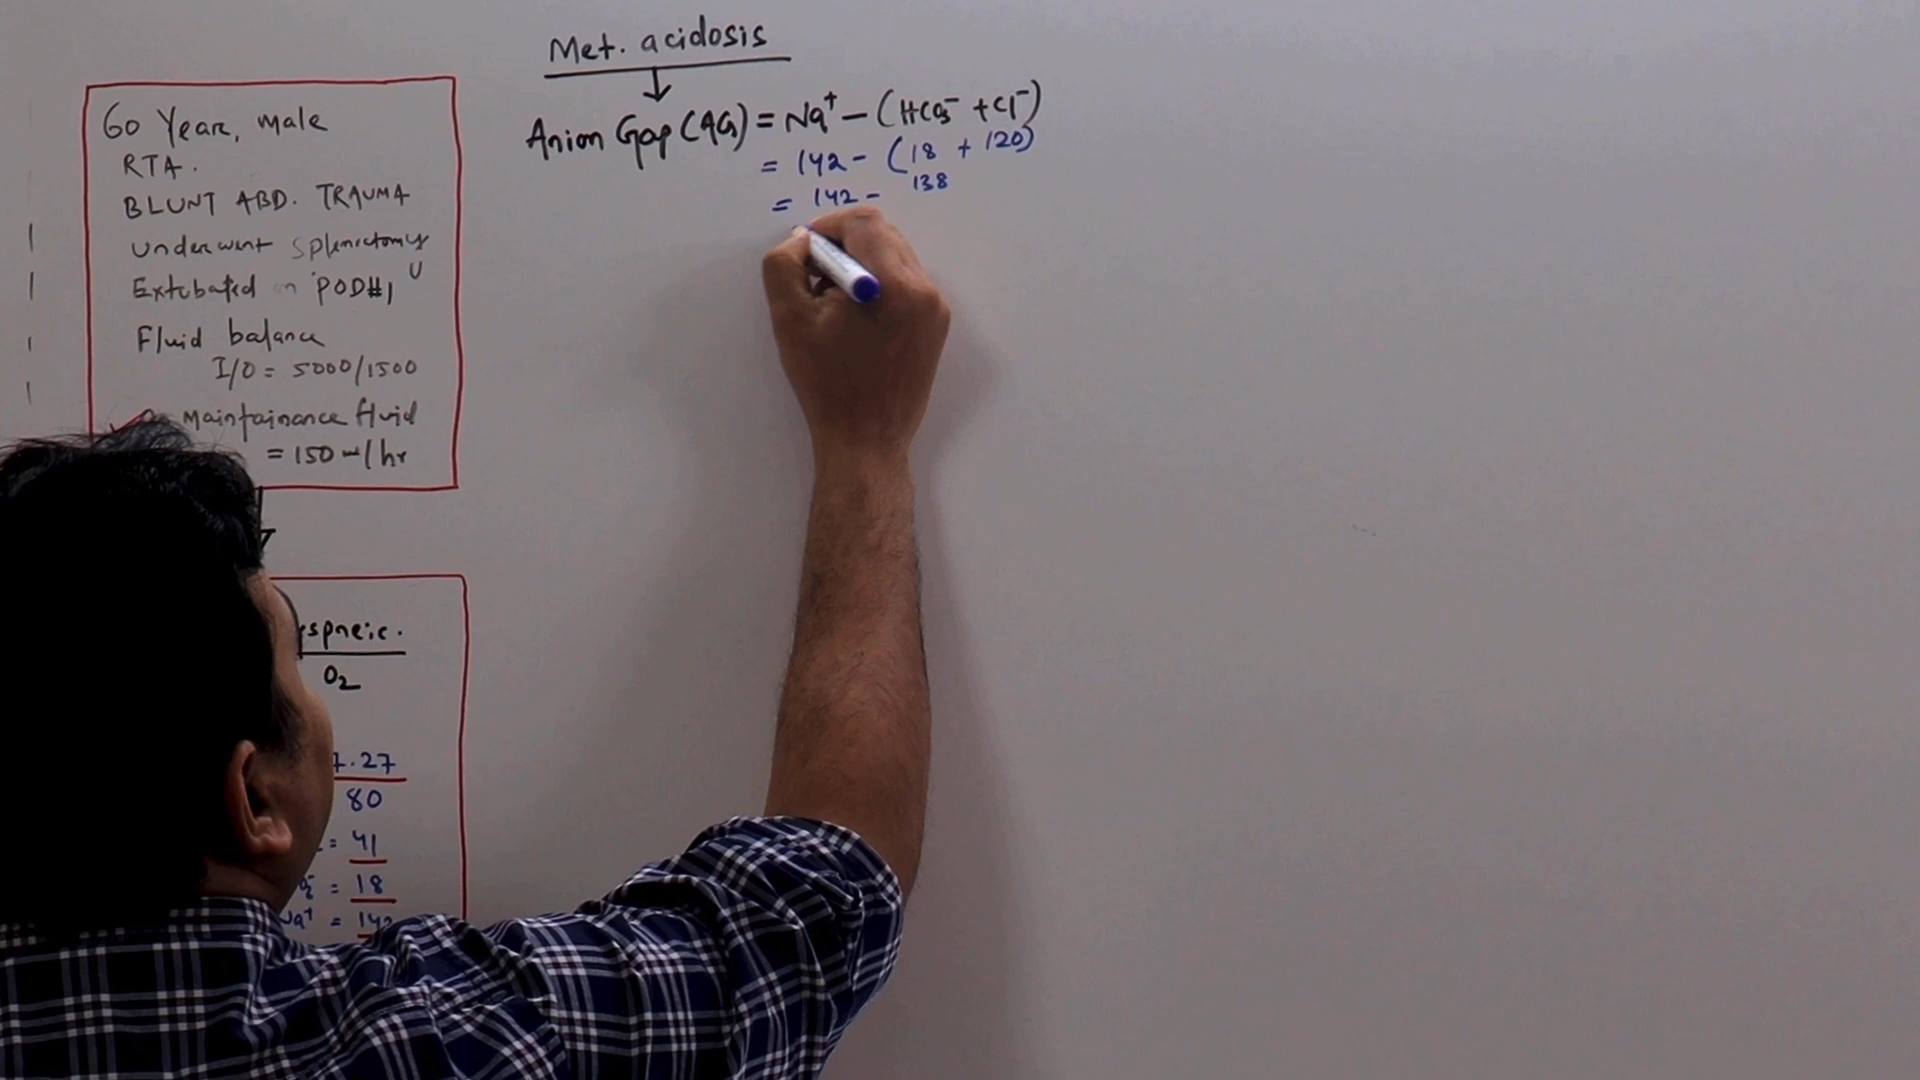 Met. acidosis
Anion Gap (AG) = Na⁺ – (HCO₃⁻ + Cl⁻)
= 142 – (18 + 120)
= 142 – 138
60 Year, male
RTA.
BLUNT ABD. TRAUMA
Underwent splenectomy
Extubated on POD#1
Fluid balance
I/O = 5000/1500
Maintainance fluid
= 150 ml/hr
O₂
7.27
80
= 41
= 18
Na⁺ = 142